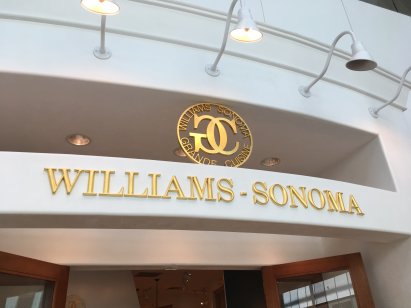 WILLIAMS SONOMA
GC
GRANDE CUISINE
WILLIAMS-SONOMA